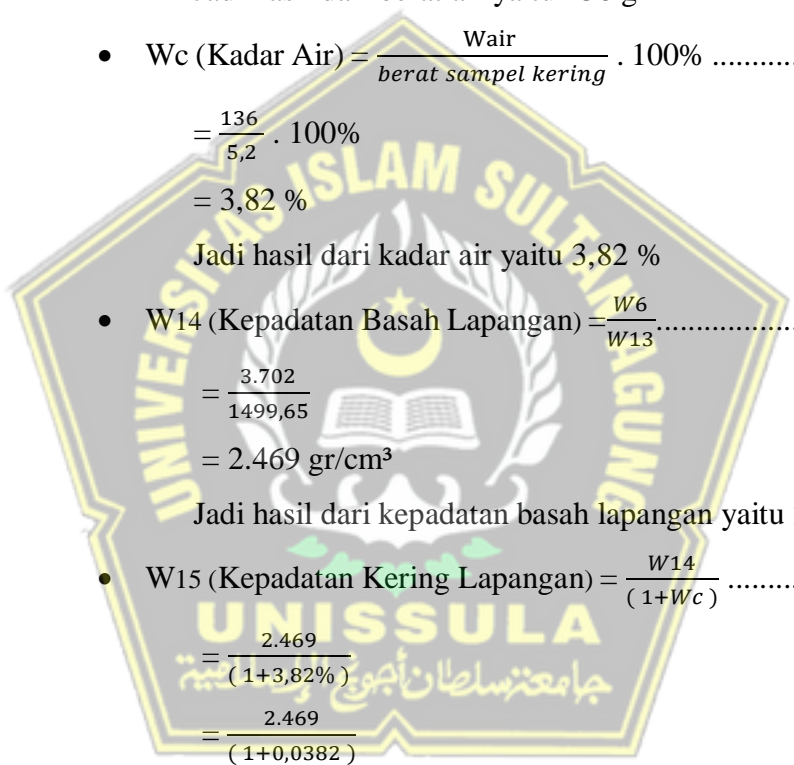 • Wc (Kadar Air) = Wair / berat sampel kering . 100% ............
= 136 / 5,2 . 100%
= 3,82 %
Jadi hasil dari kadar air yaitu 3,82 %
• W14 (Kepadatan Basah Lapangan) = W6 / W13 ....................
= 3.702 / 1499,65
= 2.469 gr/cm³
Jadi hasil dari kepadatan basah lapangan yaitu
• W15 (Kepadatan Kering Lapangan) = W14 / ( 1+Wc ) .........
= 2.469 / ( 1+3,82% )
= 2.469 / ( 1+0,0382 )
UNIVERSITAS ISLAM SULTAN AGUNG
UNISSULA
جامعة سلطان أجونج الإسلامية